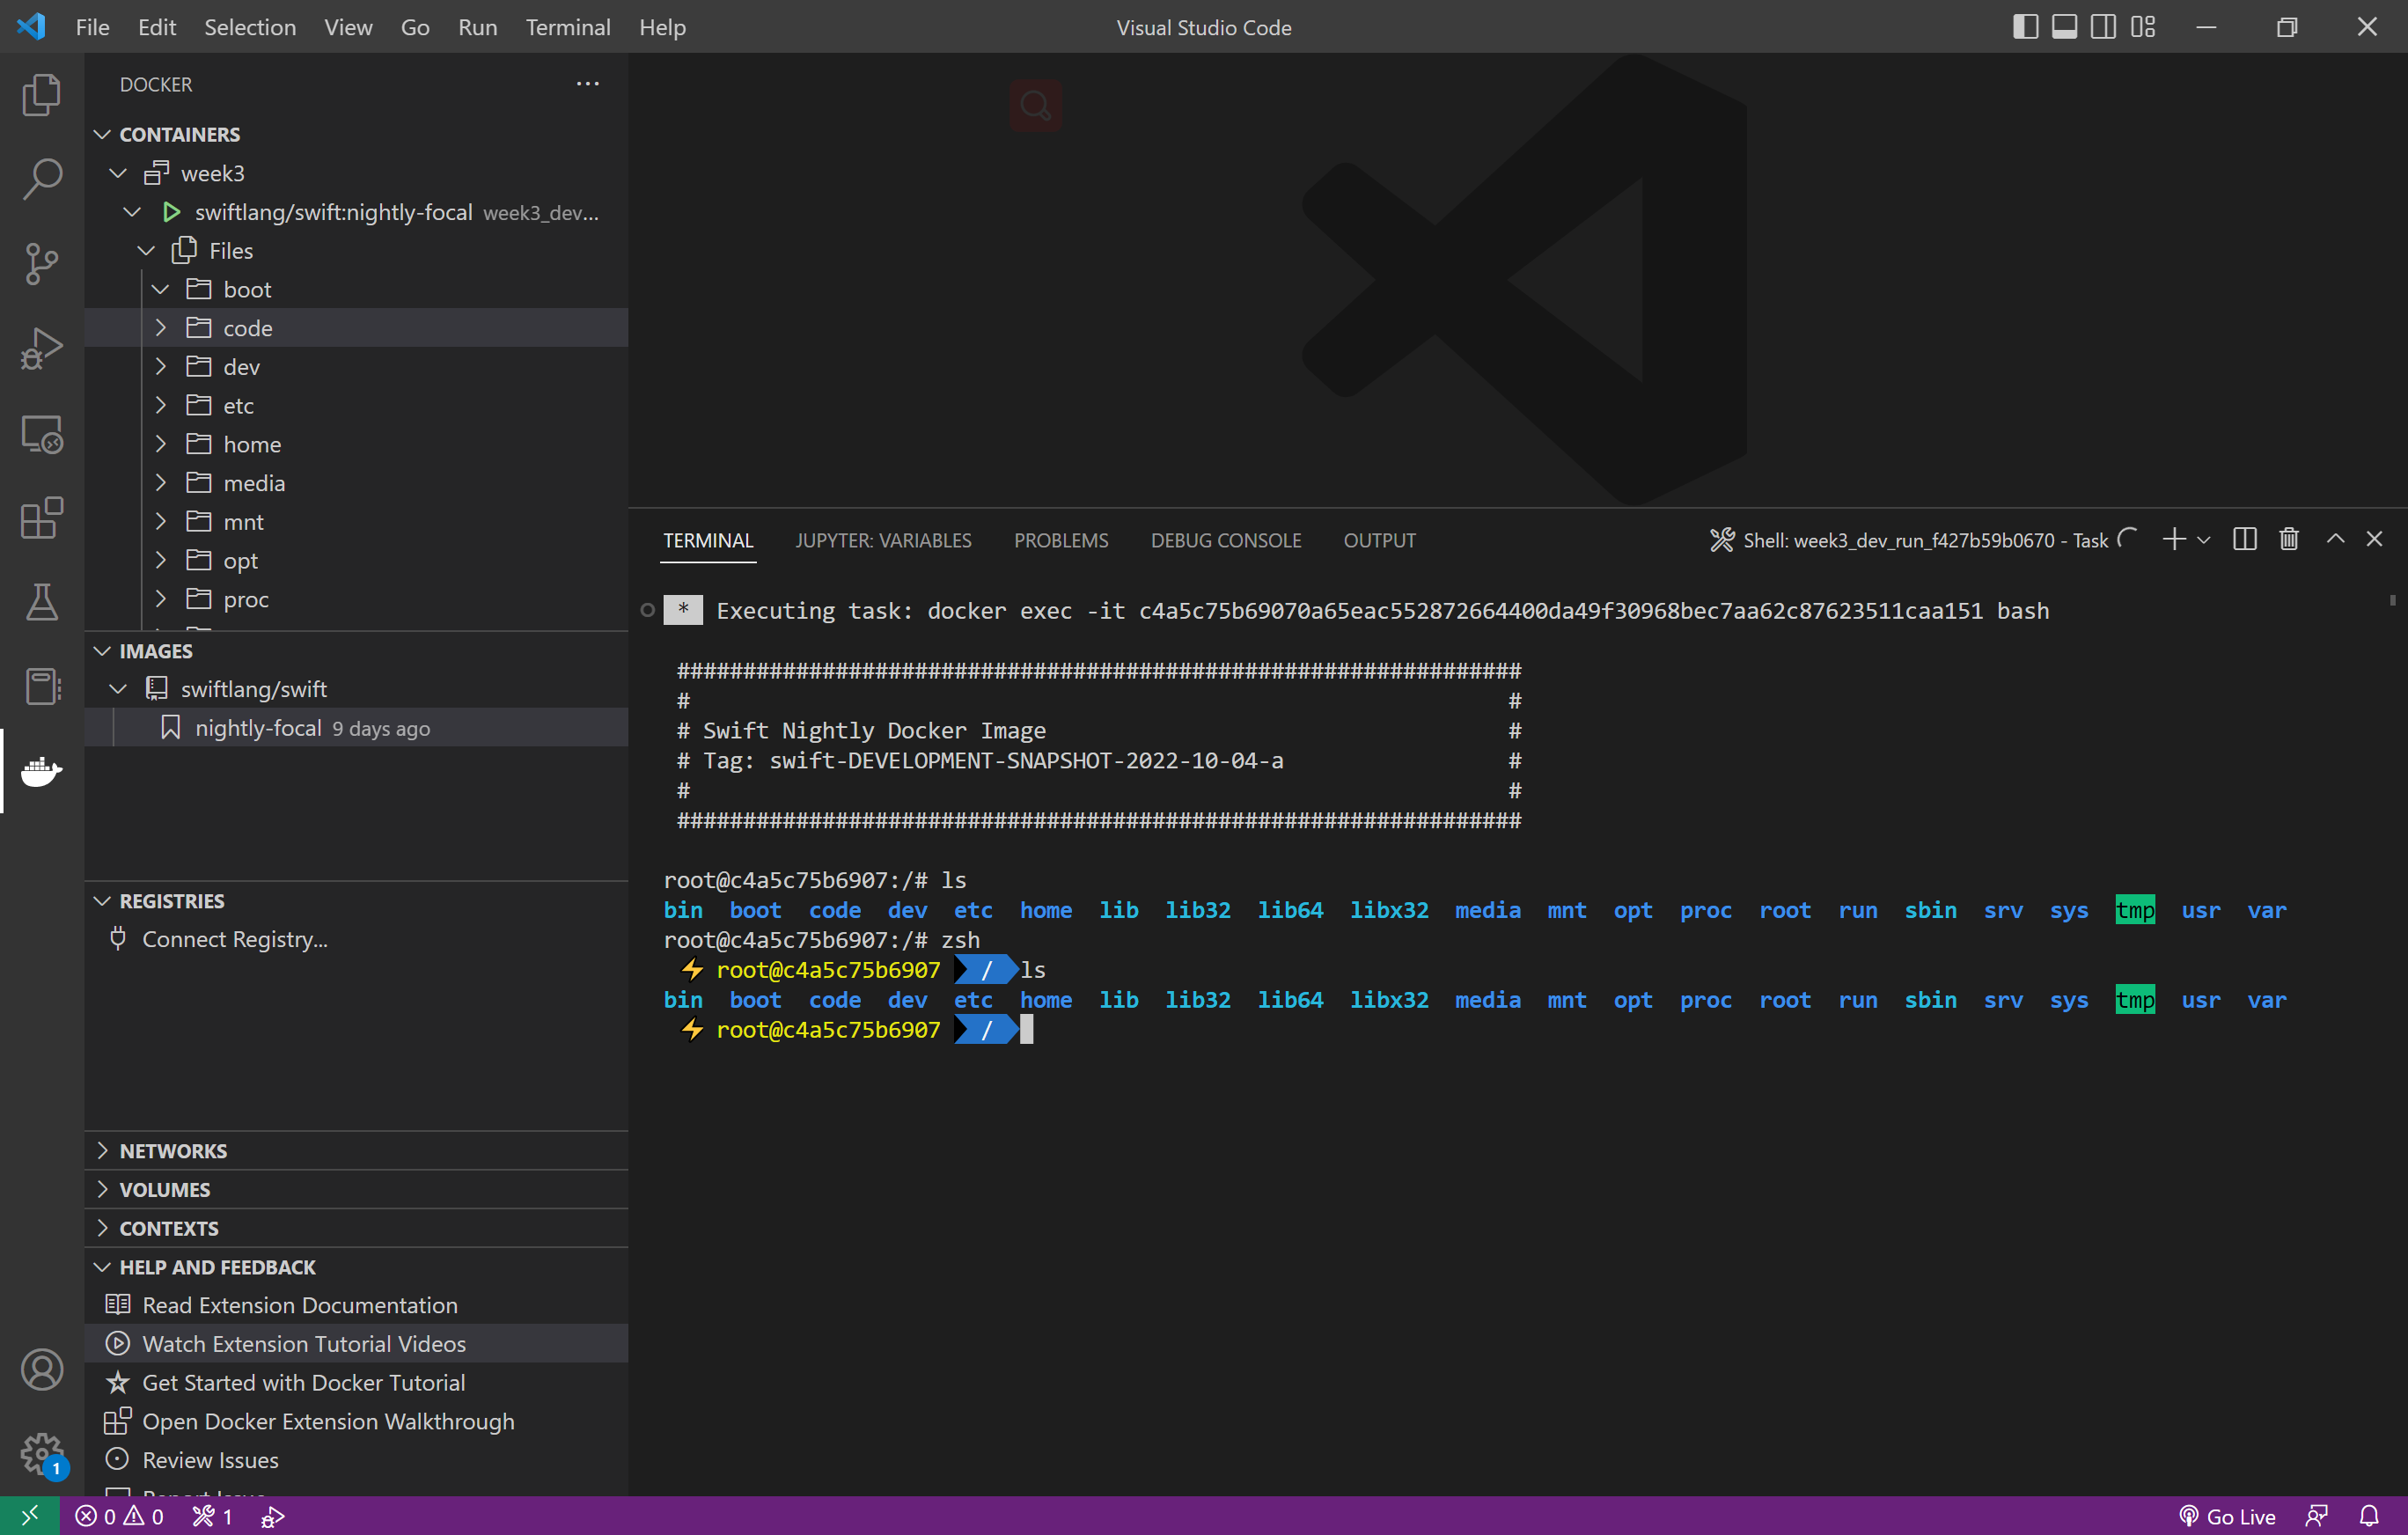 File Edit Selection View Go Run Terminal Help
Visual Studio Code
DOCKER
CONTAINERS
week3
swiftlang/swift:nightly-focal week3_dev...
Files
boot
code
dev
etc
home
media
mnt
opt
proc
IMAGES
swiftlang/swift
nightly-focal 9 days ago
REGISTRIES
Connect Registry...
NETWORKS
VOLUMES
CONTEXTS
HELP AND FEEDBACK
Read Extension Documentation
Watch Extension Tutorial Videos
Get Started with Docker Tutorial
Open Docker Extension Walkthrough
Review Issues
TERMINAL JUPYTER: VARIABLES PROBLEMS DEBUG CONSOLE OUTPUT
Shell: week3_dev_run_f427b59b0670 - Task
* Executing task: docker exec -it c4a5c75b69070a65eac552872664400da49f30968bec7aa62c87623511caa151 bash
################################################################
# #
# Swift Nightly Docker Image #
# Tag: swift-DEVELOPMENT-SNAPSHOT-2022-10-04-a #
# #
################################################################
root@c4a5c75b6907:/# ls
bin boot code dev etc home lib lib32 lib64 libx32 media mnt opt proc root run sbin srv sys tmp usr var
root@c4a5c75b6907:/# zsh
⚡ root@c4a5c75b6907 / ls
bin boot code dev etc home lib lib32 lib64 libx32 media mnt opt proc root run sbin srv sys tmp usr var
⚡ root@c4a5c75b6907 /
1
0 0 1
Go Live